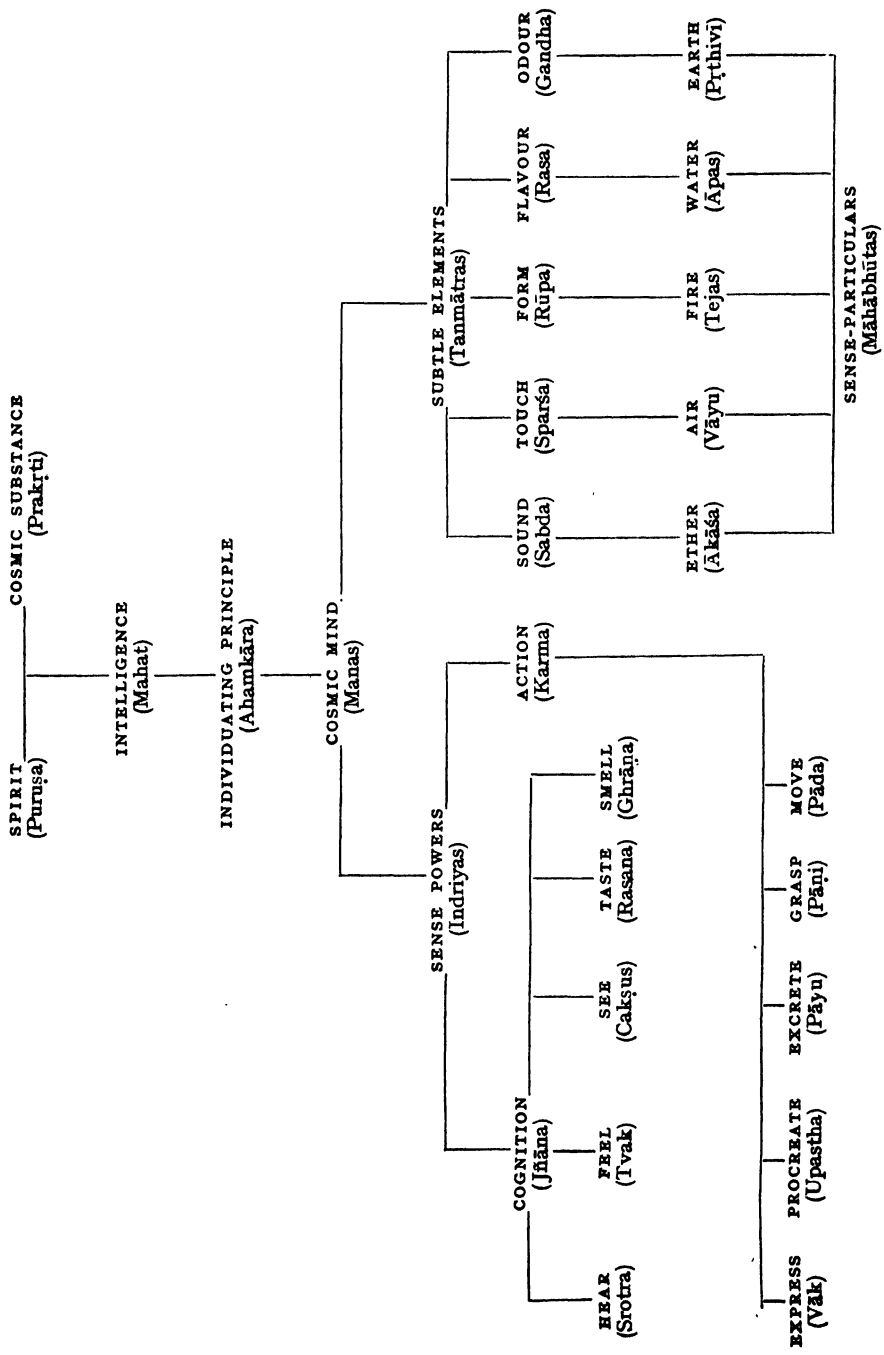 SPIRIT
(Puruṣa)
COSMIC SUBSTANCE
(Prakṛti)
INTELLIGENCE
(Mahat)
INDIVIDUATING PRINCIPLE
(Ahamkāra)
COSMIC MIND
(Manas)
SENSE POWERS
(Indriyas)
SUBTLE ELEMENTS
(Tanmātras)
COGNITION
(Jñāna)
ACTION
(Karma)
SOUND
(Sabda)
TOUCH
(Sparśa)
FORM
(Rūpa)
FLAVOUR
(Rasa)
ODOUR
(Gandha)
HEAR
(Srotra)
FEEL
(Tvak)
SEE
(Cakṣus)
TASTE
(Rasana)
SMELL
(Ghrāṇa)
ETHER
(Ākāśa)
AIR
(Vāyu)
FIRE
(Tejas)
WATER
(Āpas)
EARTH
(Pṛthivī)
EXPRESS
(Vāk)
PROCREATE
(Upastha)
EXCRETE
(Pāyu)
GRASP
(Pāṇi)
MOVE
(Pāda)
SENSE-PARTICULARS
(Māhābhūtas)